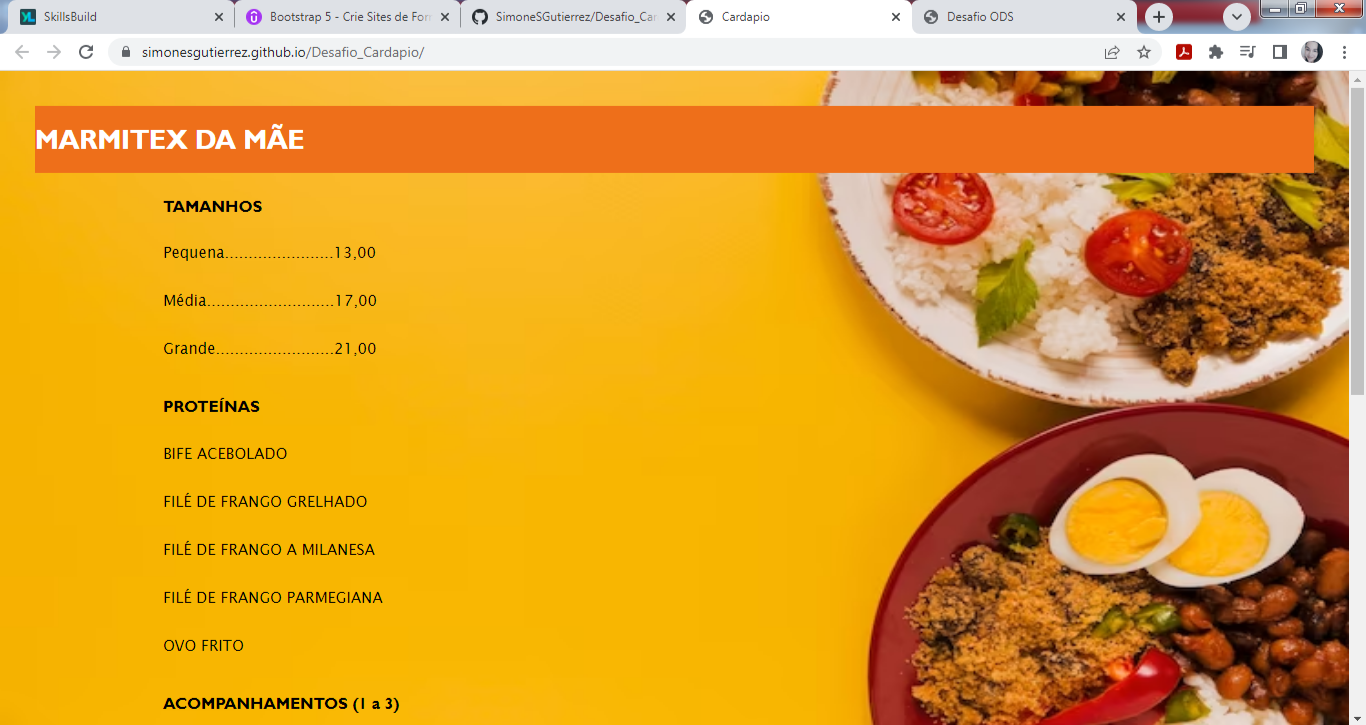 SkillsBuild
Bootstrap 5 - Crie Sites de For
SimoneSGutierrez/Desafio_Car
Cardapio
Desafio ODS
simonesgutierrez.github.io/Desafio_Cardapio/
MARMITEX DA MÃE
TAMANHOS
Pequena.......................13,00
Média...........................17,00
Grande.........................21,00
PROTEÍNAS
BIFE ACEBOLADO
FILÉ DE FRANGO GRELHADO
FILÉ DE FRANGO A MILANESA
FILÉ DE FRANGO PARMEGIANA
OVO FRITO
ACOMPANHAMENTOS (1 a 3)